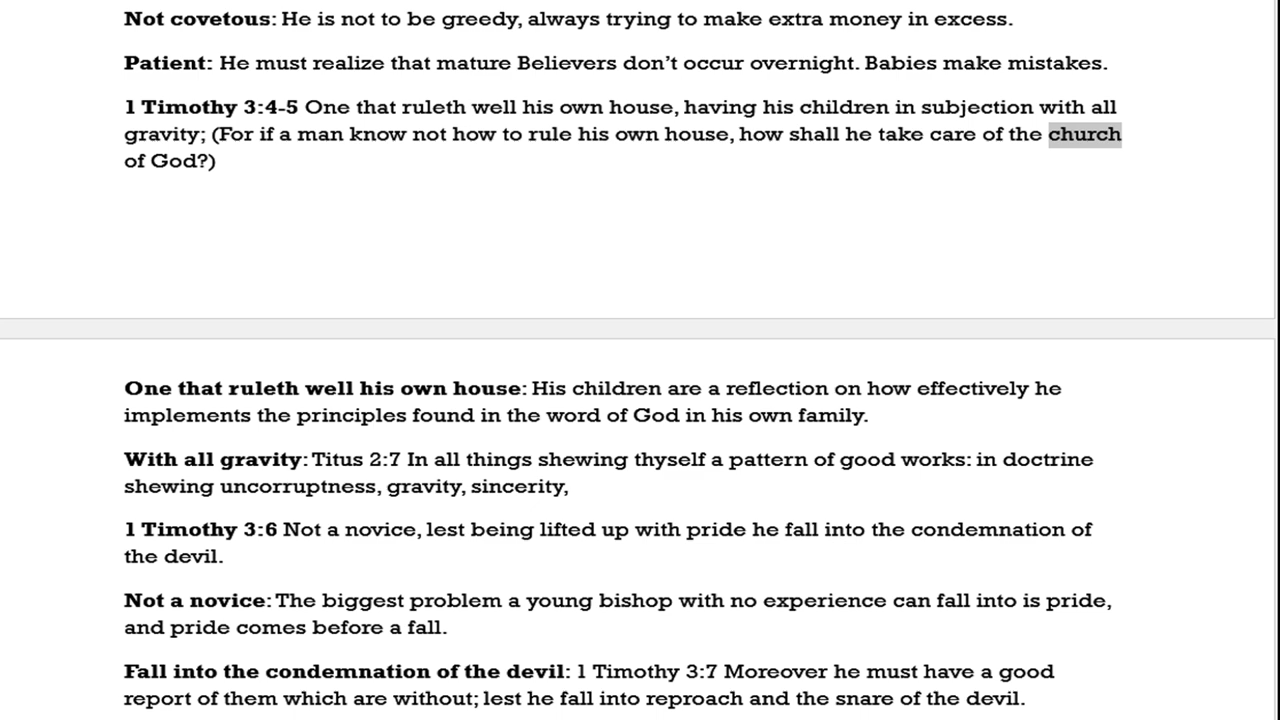 Not covetous: He is not to be greedy, always trying to make extra money in excess.
Patient: He must realize that mature Believers don’t occur overnight. Babies make mistakes.
1 Timothy 3:4-5 One that ruleth well his own house, having his children in subjection with all
gravity; (For if a man know not how to rule his own house, how shall he take care of the church
of God?)
One that ruleth well his own house: His children are a reflection on how effectively he
implements the principles found in the word of God in his own family.
With all gravity: Titus 2:7 In all things shewing thyself a pattern of good works: in doctrine
shewing uncorruptness, gravity, sincerity,
1 Timothy 3:6 Not a novice, lest being lifted up with pride he fall into the condemnation of
the devil.
Not a novice: The biggest problem a young bishop with no experience can fall into is pride,
and pride comes before a fall.
Fall into the condemnation of the devil: 1 Timothy 3:7 Moreover he must have a good
report of them which are without; lest he fall into reproach and the snare of the devil.